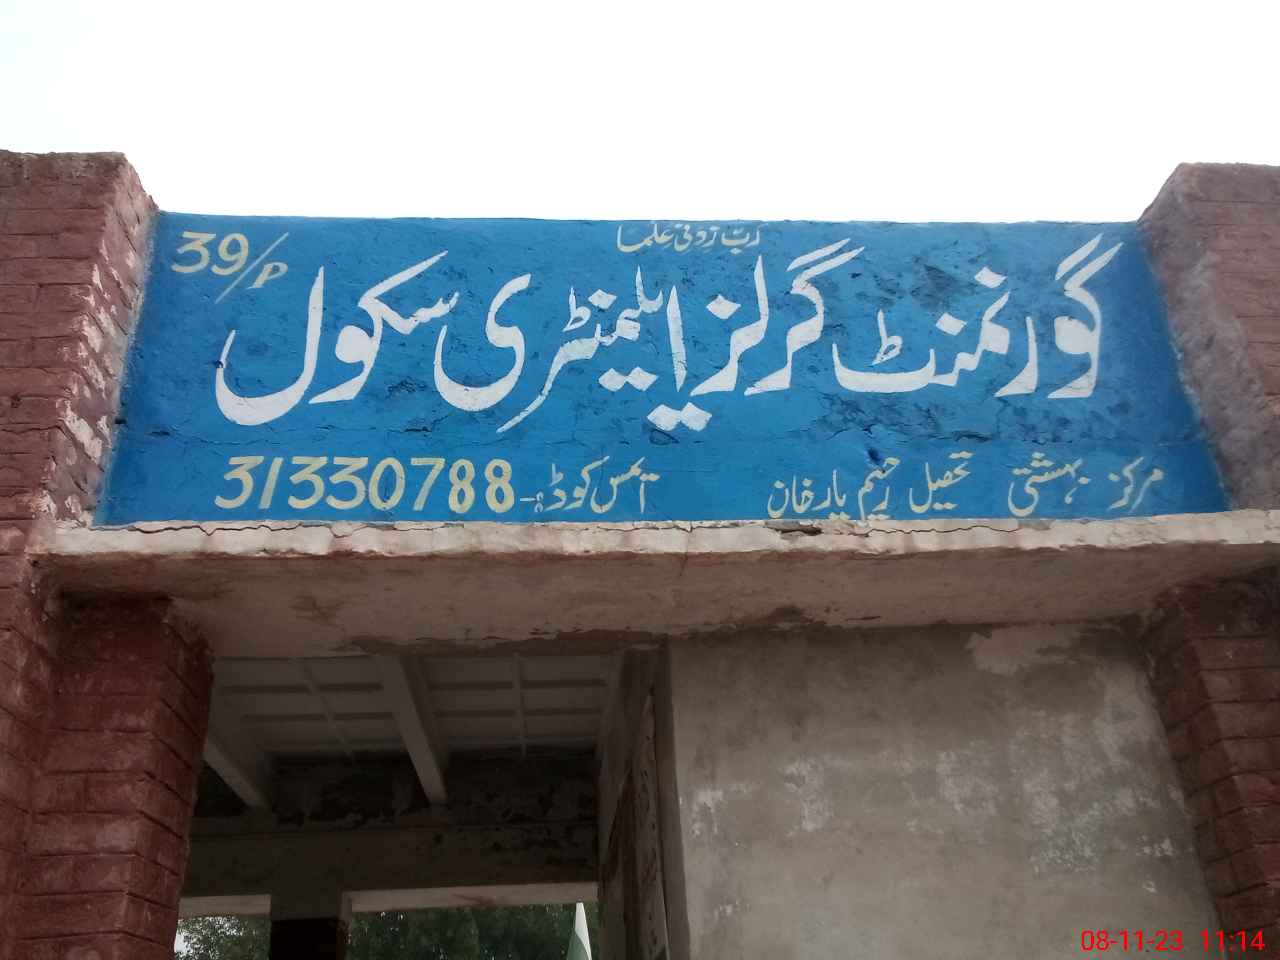 رب زدنی علما
39/P
گورنمنٹ گرلز ایلیمنٹری سکول
مرکز بہشتی تحصیل رحیم یار خان ایمس کوڈ:- 31330788
08-11-23 11:14